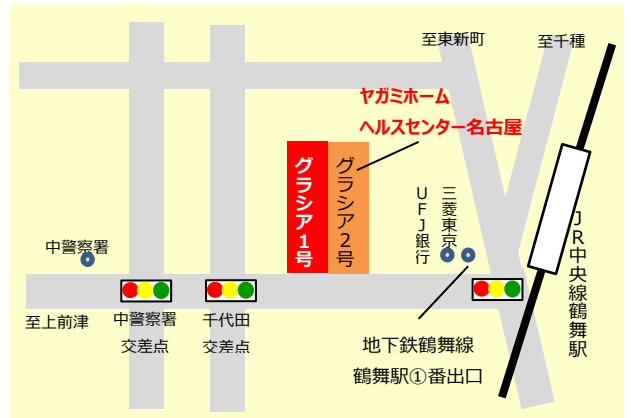 至東新町
至千種
ヤガミホーム
ヘルスセンター名古屋
グラシア1号
グラシア2号
三菱東京
UFJ銀行
JR中央線鶴舞駅
中警察署
至上前津
中警察署
交差点
千代田
交差点
地下鉄鶴舞線
鶴舞駅①番出口